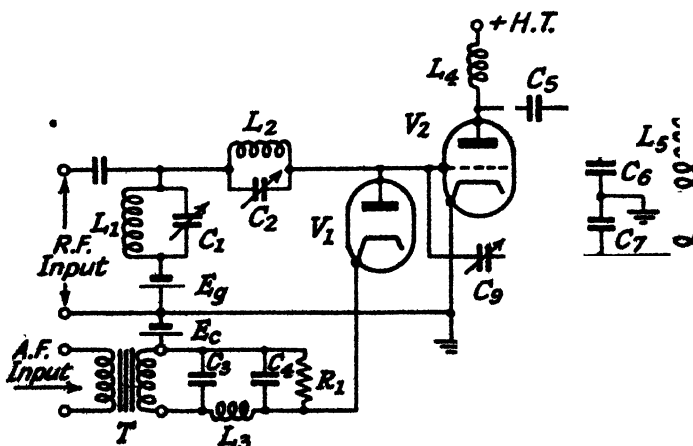 + H.T.
L4
C5
L2
V2
L5
C6
C2
V1
L1
C1
R.F.
Input
C7
Eg
C9
Ec
A.F.
Input
C3
C4
R1
T
L3